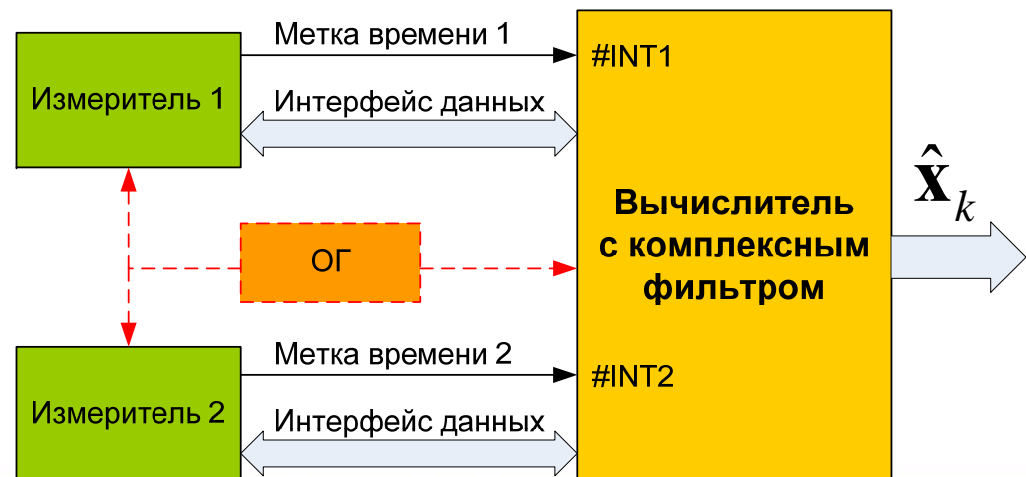 Метка времени 1
#INT1
Измеритель 1
Интерфейс данных
Вычислитель
с комплексным
фильтром
x̂ₖ
ОГ
Метка времени 2
#INT2
Измеритель 2
Интерфейс данных